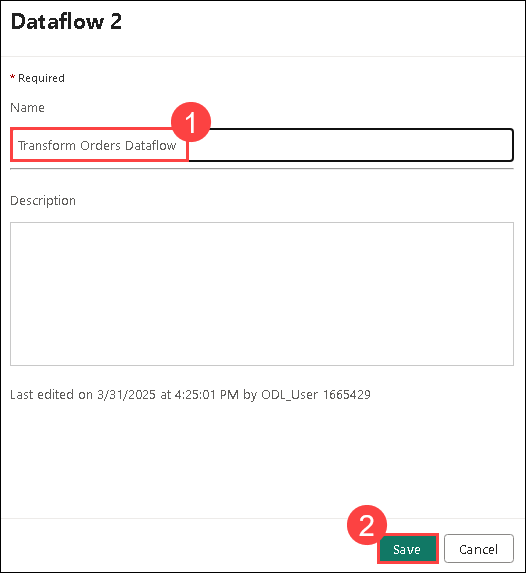 Dataflow 2
* Required
Name
1
Transform Orders Dataflow
Description
Last edited on 3/31/2025 at 4:25:01 PM by ODL_User 1665429
2
Save Cancel